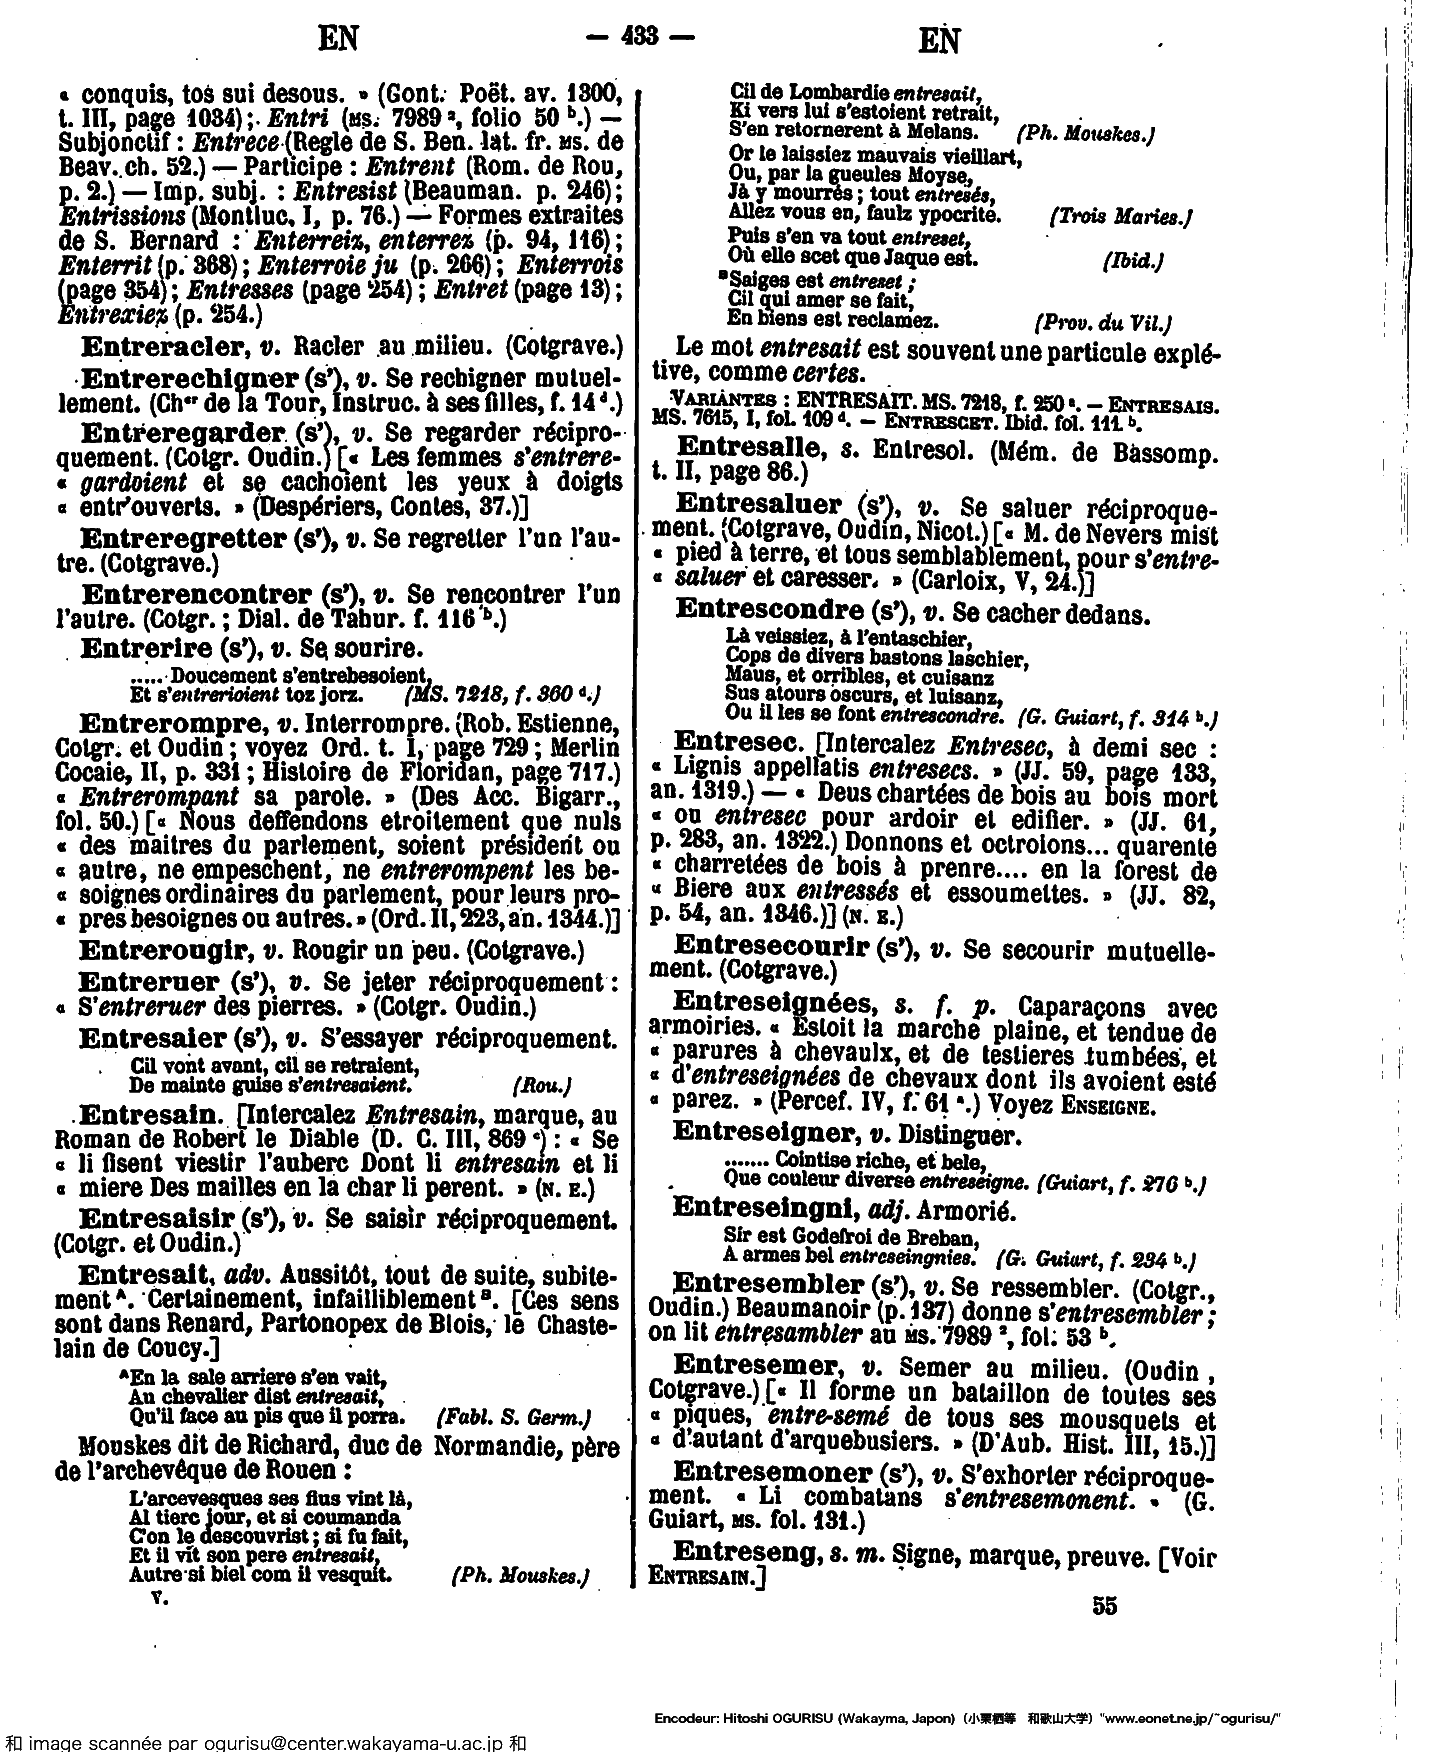 EN — 433 — EN
« conquis, tos sui desous. » (Gont. Poët. av. 1300,
t. III, page 1034); Entri (MS. 7989 ², folio 50 ᵇ.) —
Subjonctif : Entrece (Regle de S. Ben. lat. fr. MS. de
Beav. ch. 52.) — Participe : Entrent (Rom. de Rou,
p. 2.) — Imp. subj. : Entresist (Beauman. p. 246);
Entrissions (Montluc, I, p. 76.) — Formes extraites
de S. Bernard : Enterreiz, enterrez (p. 94, 116);
Enterrit (p. 368); Enterroie ju (p. 266); Enterrois
(page 354); Entresses (page 254); Entret (page 13);
Entrexiez (p. 254.)
Entreracler, v. Racler au milieu. (Cotgrave.)
Entrerechigner (s'), v. Se rechigner mutuel-
lement. (Chᵉʳ de la Tour, Instruc. à ses filles, f. 14 ᵈ.)
Entreregarder (s'), v. Se regarder récipro-
quement. (Cotgr. Oudin.) [« Les femmes s'entrere-
« gardoient et se cachoient les yeux à doigts
« entr'ouverts. » (Despériers, Contes, 37.)]
Entreregretter (s'), v. Se regretter l'un l'au-
tre. (Cotgrave.)
Entrerencontrer (s'), v. Se rencontrer l'un
l'autre. (Cotgr. ; Dial. de Tahur. f. 116 ᵇ.)
Entrerire (s'), v. Se sourire.
..... Doucement s'entrebesoient,
Et s'entrerioient toz jorz. (MS. 7218, f. 360 ᵈ.)
Entrerompre, v. Interrompre. (Rob. Estienne,
Cotgr. et Oudin ; voyez Ord. t. I, page 729 ; Merlin
Cocaie, II, p. 331 ; Histoire de Floridan, page 717.)
« Entrerompant sa parole. » (Des Acc. Bigarr.,
fol. 50.) [« Nous deffendons etroitement que nuls
« des maitres du parlement, soient président ou
« autre, ne empeschent, ne entrerompent les be-
« soignes ordinaires du parlement, pour leurs pro-
« pres besoignes ou autres. » (Ord. II, 223, an. 1344.)]
Entrerougir, v. Rougir un peu. (Cotgrave.)
Entreruer (s'), v. Se jeter réciproquement :
« S'entreruer des pierres. » (Cotgr. Oudin.)
Entresaier (s'), v. S'essayer réciproquement.
Cil vont avant, cil se retraient,
De mainte guise s'entresaient. (Rou.)
Entresain. [Intercalez Entresain, marque, au
Roman de Robert le Diable (D. C. III, 869 ᶜ) : « Se
« li fisent viestir l'auberc Dont li entresain et li
« miere Des mailles en la char li perent. » (N. E.)
Entresaisir (s'), v. Se saisir réciproquement.
(Cotgr. et Oudin.)
Entresait, adv. Aussitôt, tout de suite, subite-
ment ᴬ. Certainement, infailliblement ᴮ. [Ces sens
sont dans Renard, Partonopex de Blois, le Chaste-
lain de Coucy.]
ᴬ En la sale arriere s'en vait,
Au chevalier dist entresait,
Qu'il face au pis que il porra. (Fabl. S. Germ.)
Mouskes dit de Richard, duc de Normandie, père
de l'archevêque de Rouen :
L'arcevesques ses fius vint là,
Al tierc jour, et si coumanda
C'on le descouvrist ; si fu fait,
Et il vit son pere entresait,
Autre si biel com il vesquit. (Ph. Mouskes.)
V.
Cil de Lombardie entresait,
Ki vers lui s'estoient retrait,
S'en retornerent à Melans. (Ph. Mouskes.)
Or le laissiez mauvais vieillart,
Ou, par la gueules Moyse,
Jà y mourrés ; tout entresés,
Allez vous en, faulz ypocrite. (Trois Maries.)
Puis s'en va tout entreset,
Où elle scet que Jaque est. (Ibid.)
ᴮ Saiges est entreset ;
Cil qui amer se fait,
En biens est reclamez. (Prov. du Vil.)
Le mot entresait est souvent une particule explé-
tive, comme certes.
VARIANTES : ENTRESAIT. MS. 7218, f. 250 ᵃ. — ENTRESAIS.
MS. 7615, I, fol. 109 ᵈ. — ENTRESCET. Ibid. fol. 111 ᵇ.
Entresalle, s. Entresol. (Mém. de Bassomp.
t. II, page 86.)
Entresaluer (s'), v. Se saluer réciproque-
ment. (Cotgrave, Oudin, Nicot.) [« M. de Nevers mist
« pied à terre, et tous semblablement, pour s'entre-
« saluer et caresser. » (Carloix, V, 24.)]
Entrescondre (s'), v. Se cacher dedans.
Là veissiez, à l'entaschier,
Cops de divers bastons laschier,
Maus, et orribles, et cuisanz
Sus atours oscurs, et luisanz,
Ou il les se font entrescondre. (G. Guiart, f. 314 ᵇ.)
Entresec. [Intercalez Entresec, à demi sec :
« Lignis appellatis entresecs. » (JJ. 59, page 133,
an. 1319.) — « Deus chartées de bois au bois mort
« ou entresec pour ardoir et edifier. » (JJ. 61,
p. 283, an. 1322.) Donnons et octroions... quarente
« charretées de bois à prenre.... en la forest de
« Biere aux entressés et essoumettes. » (JJ. 82,
p. 54, an. 1346.)] (N. E.)
Entresecourir (s'), v. Se secourir mutuelle-
ment. (Cotgrave.)
Entreseignées, s. f. p. Caparaçons avec
armoiries. « Estoit la marche plaine, et tendue de
« parures à chevaulx, et de testieres tumbées, et
« d'entreseignées de chevaux dont ils avoient esté
« parez. » (Percef. IV, f. 61 ᵃ.) Voyez ENSEIGNE.
Entreseigner, v. Distinguer.
....... Cointise riche, et bele,
Que couleur diverse entreseigne. (Guiart, f. 276 ᵇ.)
Entreseingni, adj. Armorié.
Sir est Godefroi de Breban,
A armes bel entreseingnies. (G. Guiart, f. 234 ᵇ.)
Entresembler (s'), v. Se ressembler. (Cotgr.,
Oudin.) Beaumanoir (p. 137) donne s'entresembler ;
on lit entresambler au MS. 7989 ², fol. 53 ᵇ.
Entresemer, v. Semer au milieu. (Oudin ,
Cotgrave.) [« Il forme un bataillon de toutes ses
« piques, entre-semé de tous ses mousquets et
« d'autant d'arquebusiers. » (D'Aub. Hist. III, 15.)]
Entresemoner (s'), v. S'exhorter réciproque-
ment. « Li combatans s'entresemonent. » (G.
Guiart, MS. fol. 131.)
Entreseng, s. m. Signe, marque, preuve. [Voir
ENTRESAIN.]
55
Encodeur: Hitoshi OGURISU (Wakayma, Japon)（小栗栖等　和歌山大学）"www.eonet.ne.jp/~ogurisu/"
和 image scannée par ogurisu@center.wakayama-u.ac.jp 和